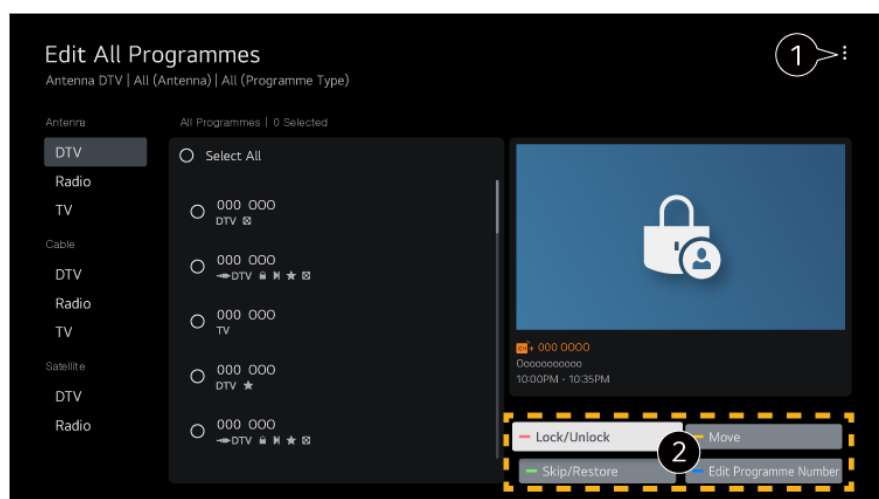 Edit All Programmes
Antenna DTV | All (Antenna) | All (Programme Type)
1
Antenna
DTV
Radio
TV
Cable
DTV
Radio
TV
Satellite
DTV
Radio
All Programmes | 0 Selected
Select All
000 000
DTV
000 000
DTV
000 000
TV
000 000
DTV
000 000
DTV
+ 000 0000
Oooooooooo
10:00PM - 10:35PM
Lock/Unlock
2
Move
Skip/Restore
Edit Programme Number